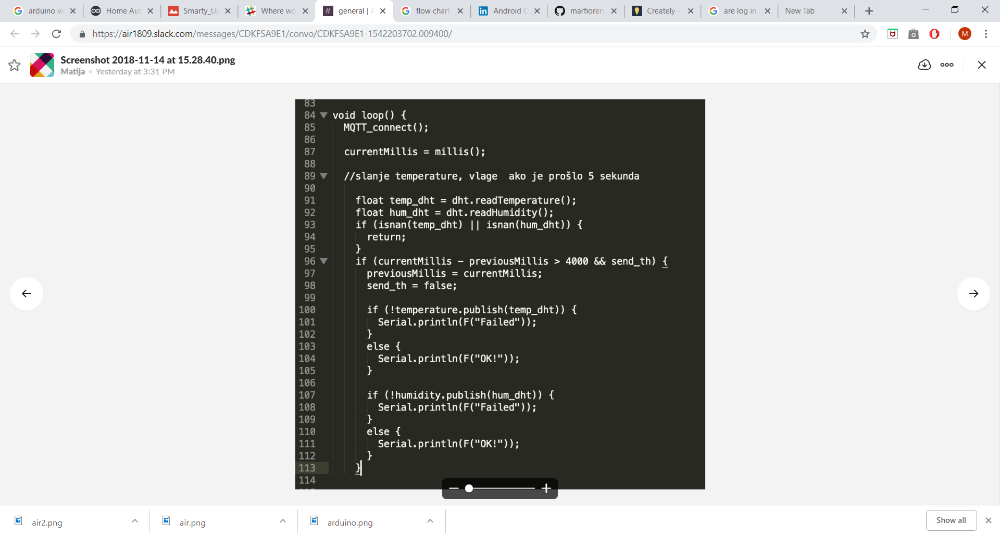 arduino w
Home Aut
Smarty_Us
Where wo
general | A
flow chart
Android C
marfioren
Creately -
are log in
New Tab
https://air1809.slack.com/messages/CDKFSA9E1/convo/CDKFSA9E1-1542203702.009400/
M
Screenshot 2018-11-14 at 15.28.40.png
Matija • Yesterday at 3:31 PM
83
84 void loop() {
85 MQTT_connect();
86
87 currentMillis = millis();
88
89 //slanje temperature, vlage  ako je prošlo 5 sekunda
90
91 float temp_dht = dht.readTemperature();
92 float hum_dht = dht.readHumidity();
93 if (isnan(temp_dht) || isnan(hum_dht)) {
94 return;
95 }
96 if (currentMillis - previousMillis > 4000 && send_th) {
97 previousMillis = currentMillis;
98 send_th = false;
99
100 if (!temperature.publish(temp_dht)) {
101 Serial.println(F("Failed"));
102 }
103 else {
104 Serial.println(F("OK!"));
105 }
106
107 if (!humidity.publish(hum_dht)) {
108 Serial.println(F("Failed"));
109 }
110 else {
111 Serial.println(F("OK!"));
112 }
113 }
114
air2.png
air.png
arduino.png
Show all